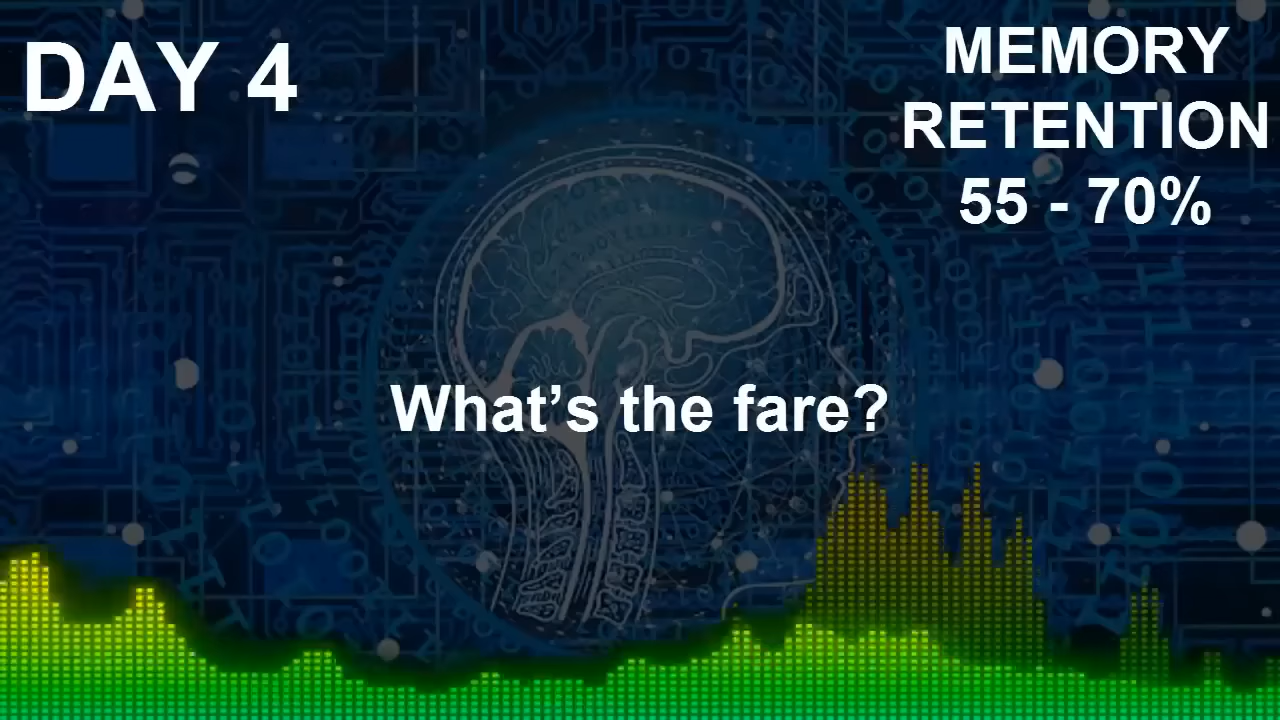 DAY 4
MEMORY
RETENTION
55 - 70%
What’s the fare?